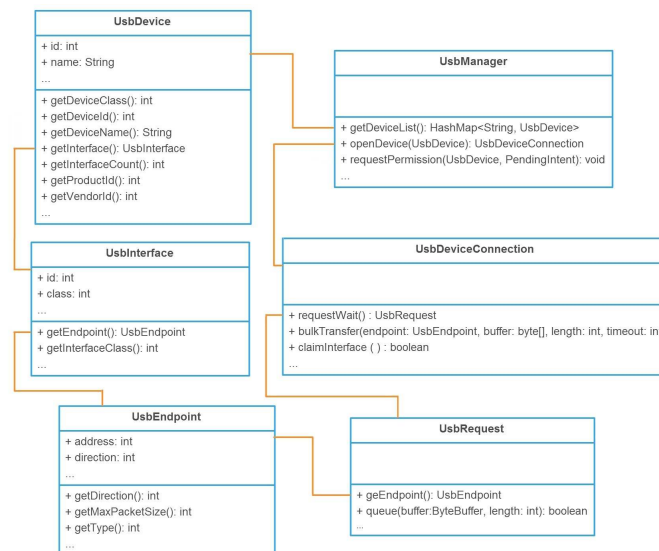 UsbDevice
+ id: int
+ name: String
...
+ getDeviceClass(): int
+ getDeviceId(): int
+ getDeviceName(): String
+ getInterface(): UsbInterface
+ getInterfaceCount(): int
+ getProductId(): int
+ getVendorId(): int
...
UsbManager
+ getDeviceList(): HashMap<String, UsbDevice>
+ openDevice(UsbDevice): UsbDeviceConnection
+ requestPermission(UsbDevice, PendingIntent): void
...
UsbInterface
+ id: int
+ class: int
...
+ getEndpoint(): UsbEndpoint
+ getInterfaceClass(): int
...
UsbDeviceConnection
+ requestWait() : UsbRequest
+ bulkTransfer(endpoint: UsbEndpoint, buffer: byte[], length: int, timeout: in
+ claimInterface ( ) : boolean
...
UsbEndpoint
+ address: int
+ direction: int
...
+ getDirection(): int
+ getMaxPacketSize(): int
+ getType(): int
...
UsbRequest
+ geEndpoint(): UsbEndpoint
+ queue(buffer:ByteBuffer, length: int): boolean
...